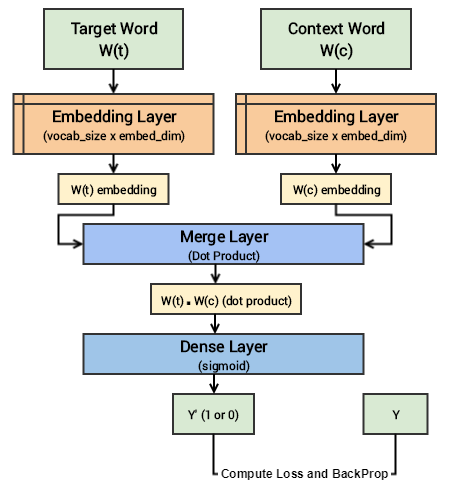 Target Word
W(t)
Context Word
W(c)
Embedding Layer
(vocab_size x embed_dim)
Embedding Layer
(vocab_size x embed_dim)
W(t) embedding
W(c) embedding
Merge Layer
(Dot Product)
W(t) . W(c) (dot product)
Dense Layer
(sigmoid)
Y' (1 or 0)
Y
Compute Loss and BackProp